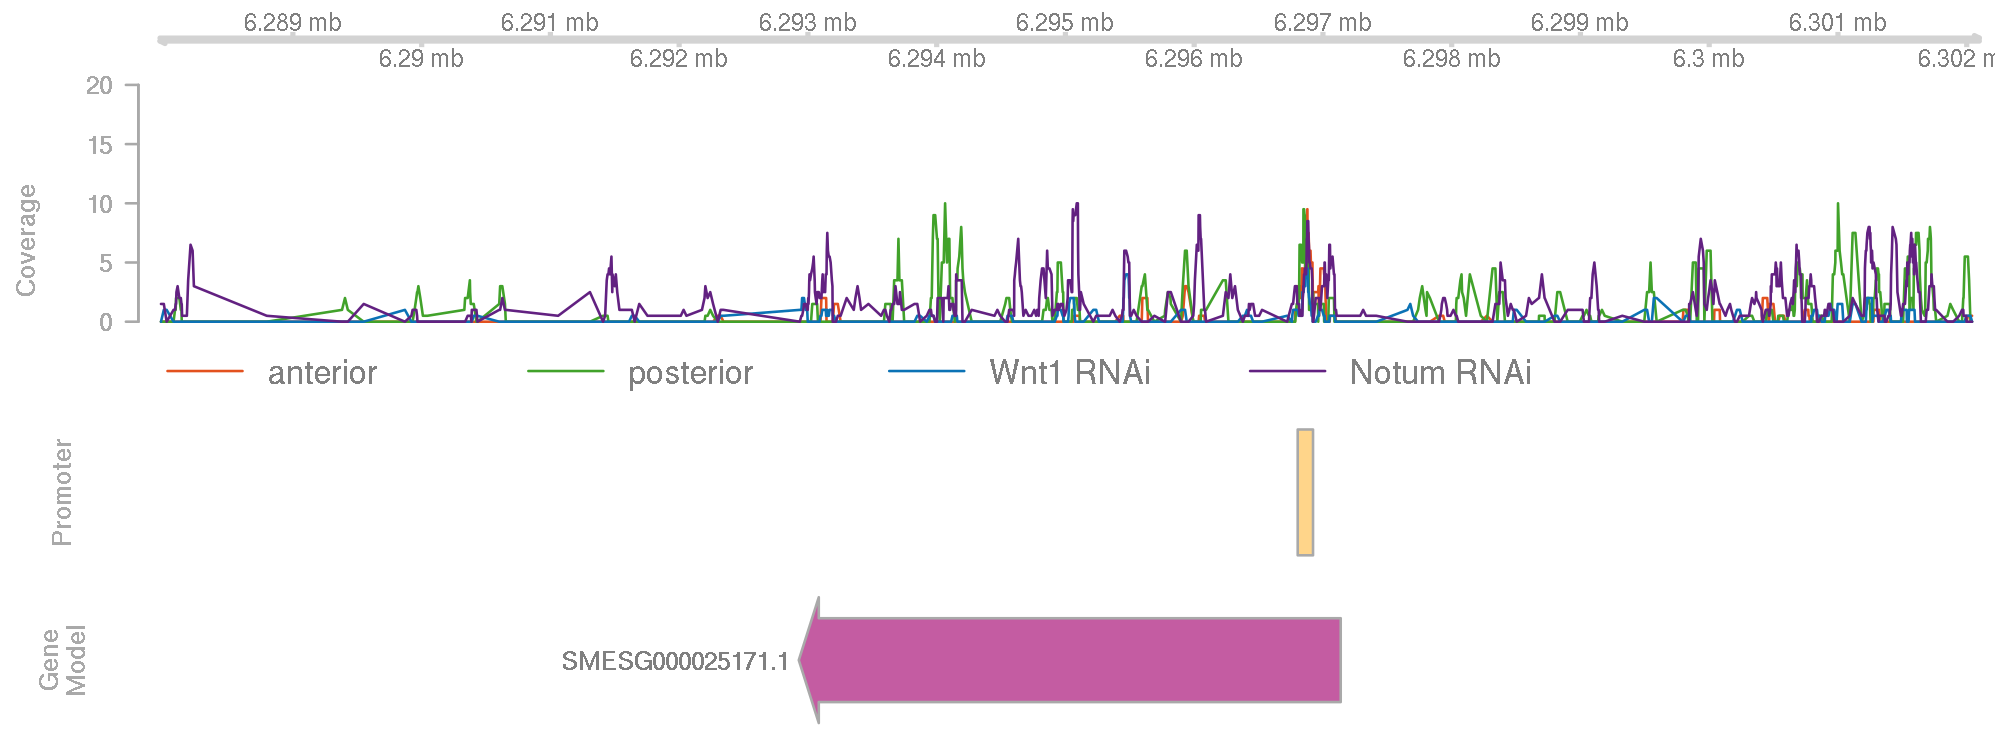 6.289 mb 6.291 mb 6.293 mb 6.295 mb 6.297 mb 6.299 mb 6.301 mb
6.29 mb 6.292 mb 6.294 mb 6.296 mb 6.298 mb 6.3 mb 6.302 m
20
15
10
5
0
Coverage
anterior posterior Wnt1 RNAi Notum RNAi
Promoter
Gene
Model
SMESG000025171.1